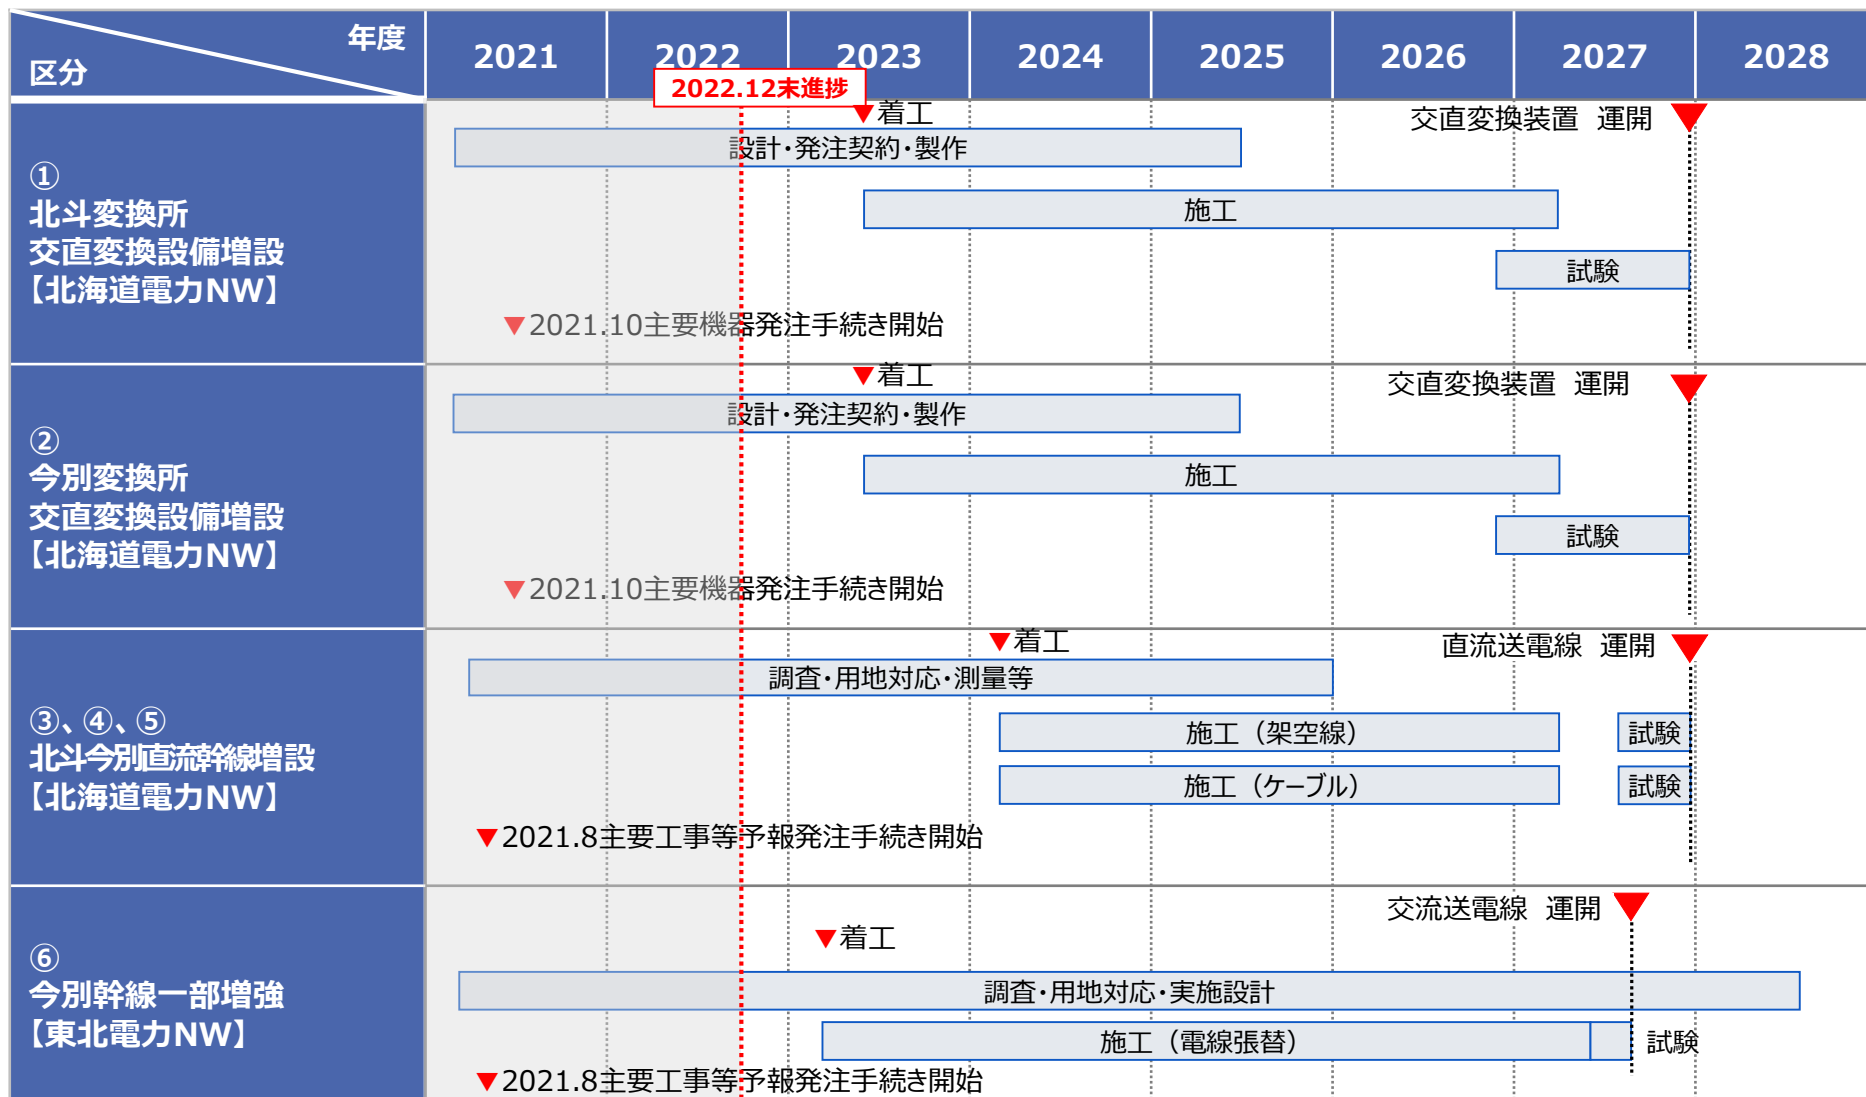 年度
区分
2021 2022 2023 2024 2025 2026 2027 2028
2022.12末進捗
①
北斗変換所
交直変換設備増設
【北海道電力NW】
着工
交直変換装置 運開
設計・発注契約・製作
施工
試験
2021.10主要機器発注手続き開始
②
今別変換所
交直変換設備増設
【北海道電力NW】
着工
交直変換装置 運開
設計・発注契約・製作
施工
試験
2021.10主要機器発注手続き開始
③、④、⑤
北斗今別直流幹線増設
【北海道電力NW】
着工
直流送電線 運開
調査・用地対応・測量等
施工（架空線） 試験
施工（ケーブル） 試験
2021.8主要工事等予報発注手続き開始
⑥
今別幹線一部増強
【東北電力NW】
交流送電線 運開
着工
調査・用地対応・実施設計
施工（電線張替） 試験
2021.8主要工事等予報発注手続き開始